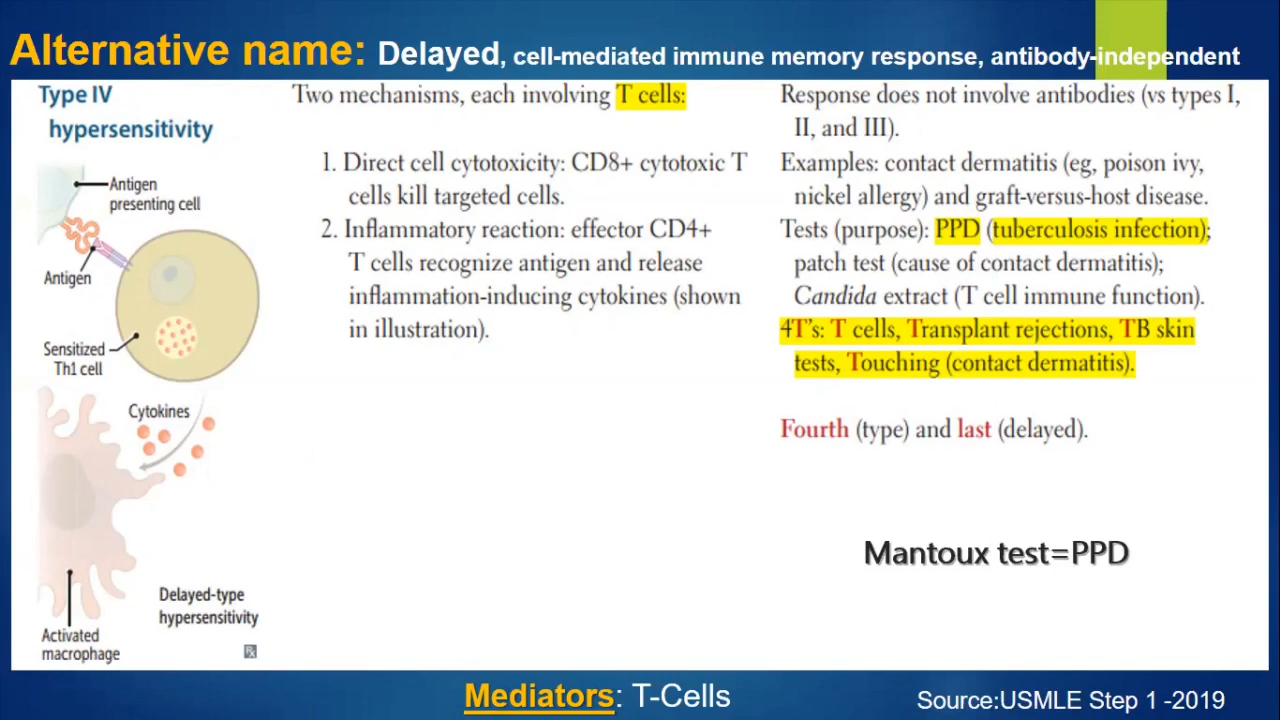 Alternative name: Delayed, cell-mediated immune memory response, antibody-independent
Type IV
hypersensitivity
Antigen
presenting cell
Antigen
Sensitized
Th1 cell
Cytokines
Delayed-type
hypersensitivity
Activated
macrophage
Rx
Two mechanisms, each involving T cells:
1. Direct cell cytotoxicity: CD8+ cytotoxic T
cells kill targeted cells.
2. Inflammatory reaction: effector CD4+
T cells recognize antigen and release
inflammation-inducing cytokines (shown
in illustration).
Response does not involve antibodies (vs types I,
II, and III).
Examples: contact dermatitis (eg, poison ivy,
nickel allergy) and graft-versus-host disease.
Tests (purpose): PPD (tuberculosis infection);
patch test (cause of contact dermatitis);
Candida extract (T cell immune function).
4T's: T cells, Transplant rejections, TB skin
tests, Touching (contact dermatitis).
Fourth (type) and last (delayed).
Mantoux test=PPD
Mediators: T-Cells
Source:USMLE Step 1 -2019